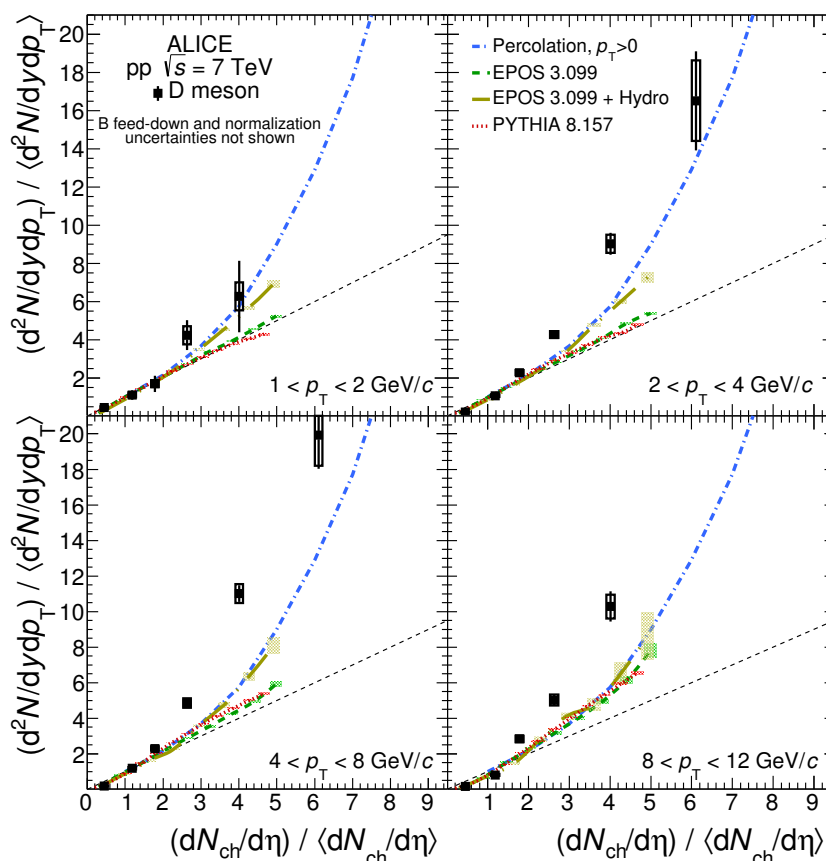 (d²N/dydp_T) / ⟨d²N/dydp_T⟩
20
18
16
14
12
10
8
6
4
2
ALICE
pp √s = 7 TeV
D meson
B feed-down and normalization
uncertainties not shown
1 < p_T < 2 GeV/c
Percolation, p_T>0
EPOS 3.099
EPOS 3.099 + Hydro
PYTHIA 8.157
2 < p_T < 4 GeV/c
(d²N/dydp_T) / ⟨d²N/dydp_T⟩
20
18
16
14
12
10
8
6
4
2
4 < p_T < 8 GeV/c
8 < p_T < 12 GeV/c
0 1 2 3 4 5 6 7 8 9
1 2 3 4 5 6 7 8 9
(dN_ch/dη) / ⟨dN_ch/dη⟩
(dN_ch/dη) / ⟨dN_ch/dη⟩